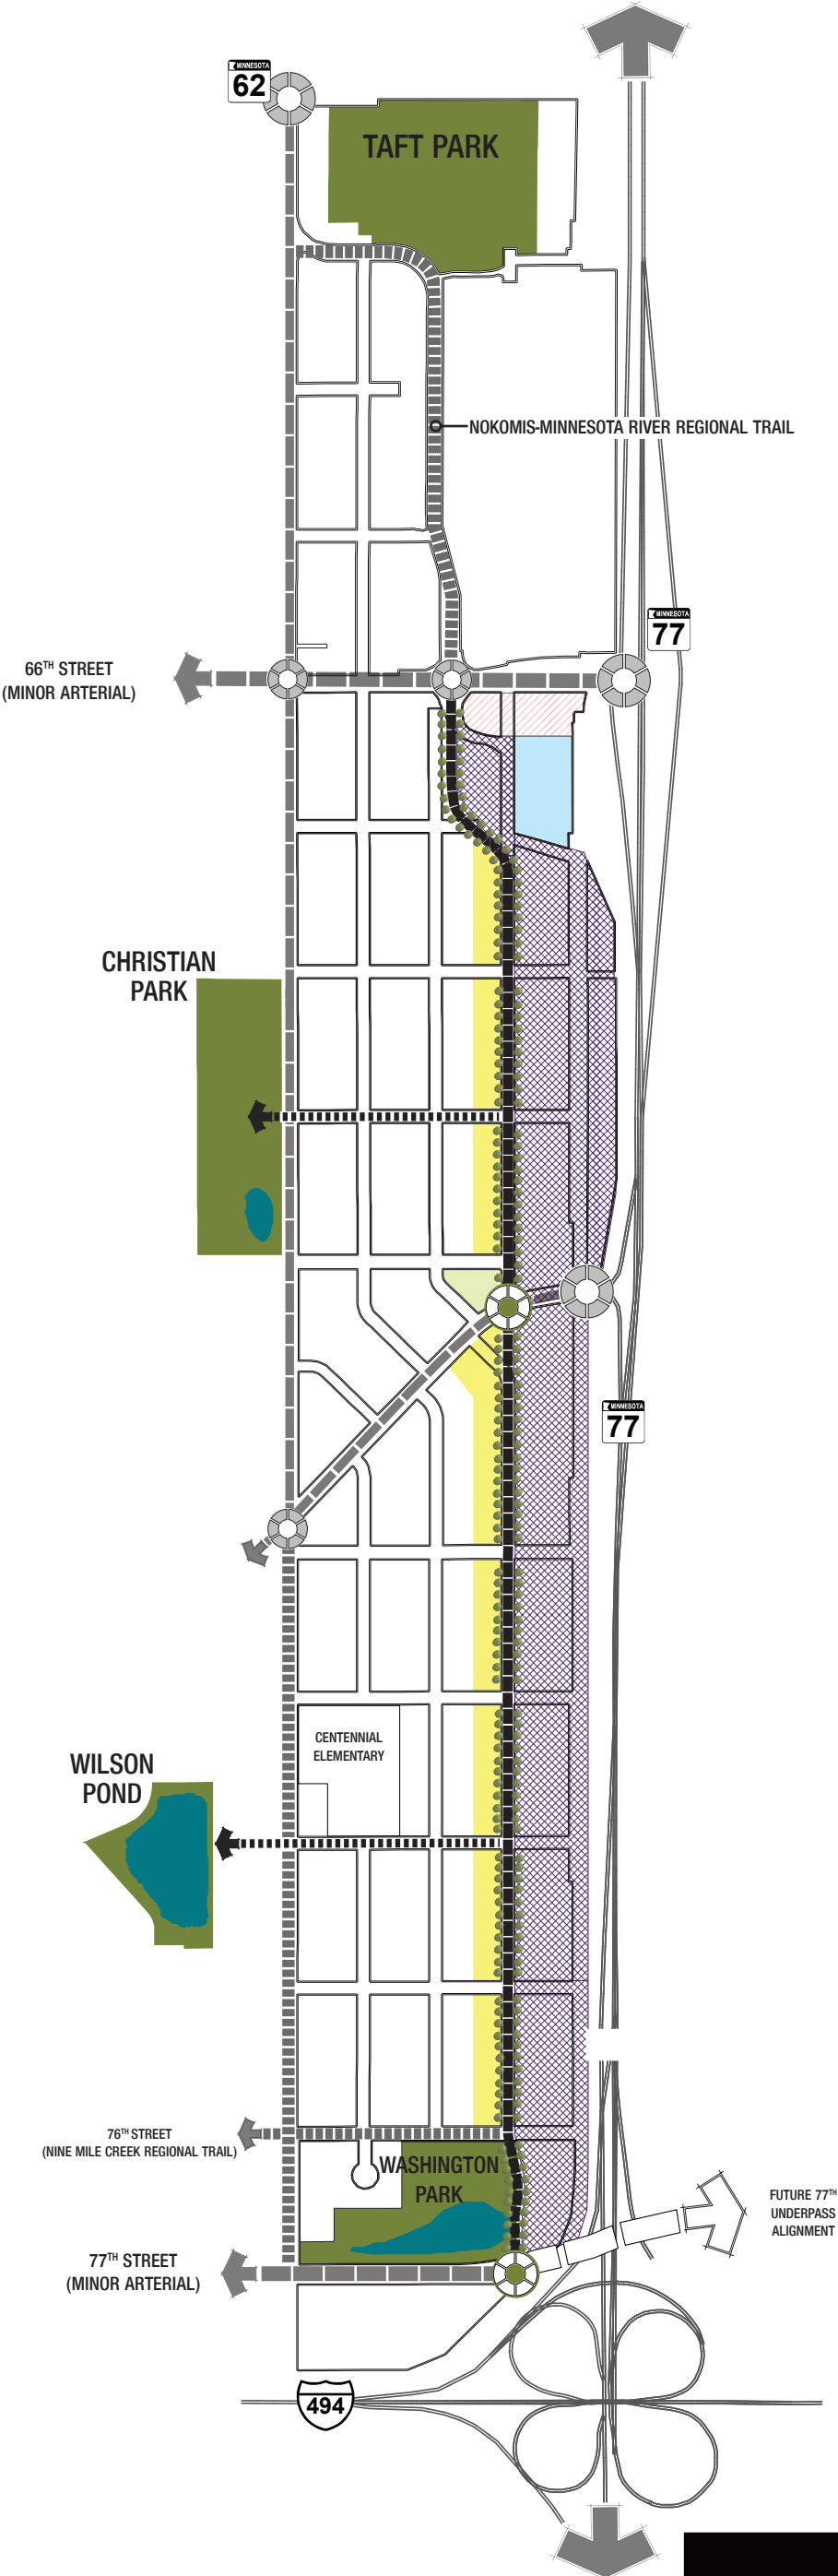 MINNESOTA
62
TAFT PARK
NOKOMIS-MINNESOTA RIVER REGIONAL TRAIL
MINNESOTA
77
66TH STREET
(MINOR ARTERIAL)
CHRISTIAN
PARK
MINNESOTA
77
CENTENNIAL
ELEMENTARY
WILSON
POND
76TH STREET
(NINE MILE CREEK REGIONAL TRAIL)
WASHINGTON
PARK
FUTURE 77TH
UNDERPASS
ALIGNMENT
77TH STREET
(MINOR ARTERIAL)
494